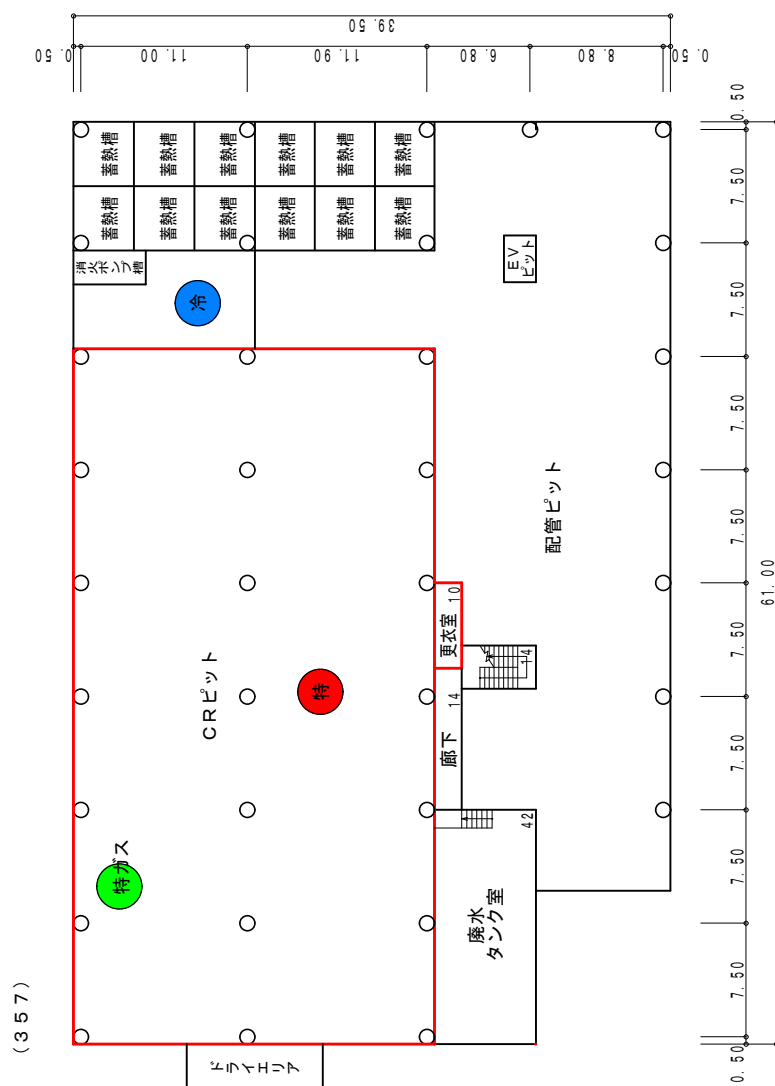 39.50
0.50
11.00
11.90
6.80
8.80
0.50
蓄熱槽
蓄熱槽
蓄熱槽
蓄熱槽
蓄熱槽
蓄熱槽
蓄熱槽
蓄熱槽
蓄熱槽
蓄熱槽
蓄熱槽
蓄熱槽
消火ポンプ槽
冷
EV
ピット
CRピット
特
特ガス
配管ピット
更衣室
10
14
廊下
14
廃水
タンク室
42
ドライエリア
(357)
0.50
7.50
7.50
7.50
7.50
7.50
7.50
7.50
7.50
0.50
61.00